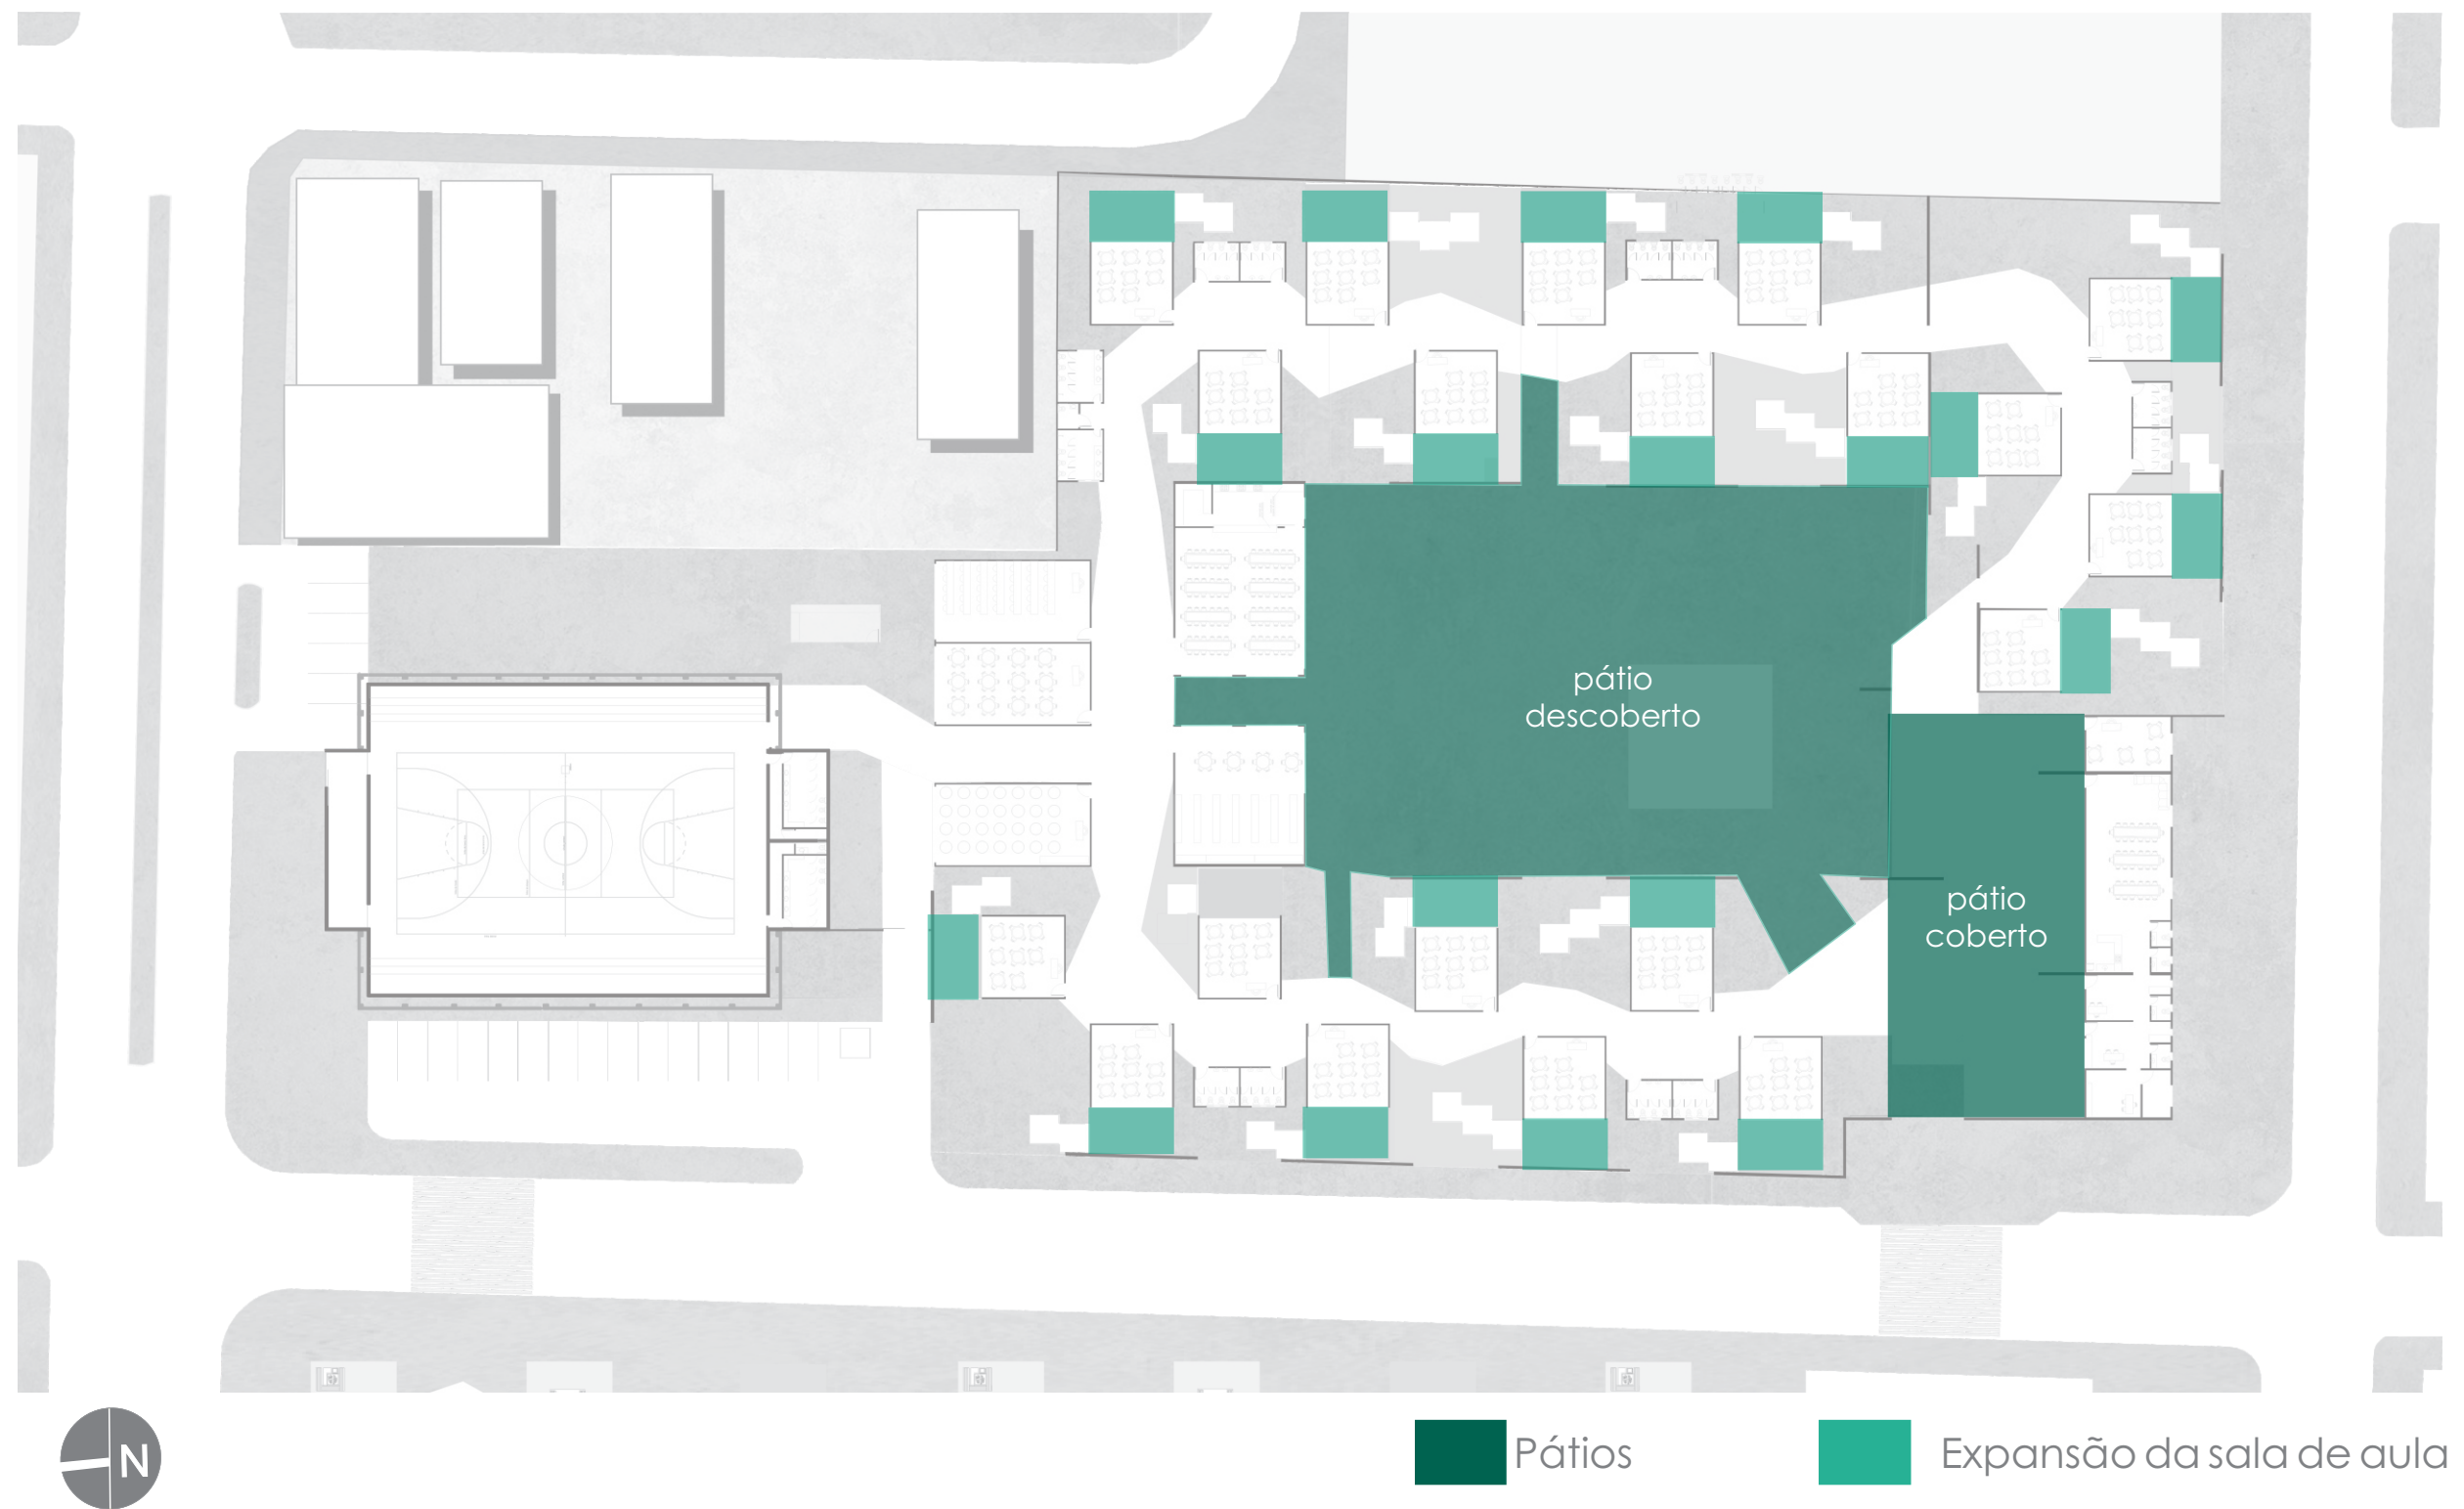 pátio
descoberto
pátio
coberto
N
Pátios
Expansão da sala de aula